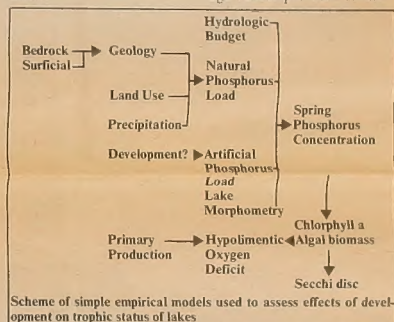 Hydrologic
Budget
Bedrock
Surficial
Geology
Natural
Phosphorus
Load
Land Use
Precipitation
Spring
Phosphorus
Concentration
Development?
Artificial
Phosphorus
Load
Lake
Morphometry
Chlorphyll a
Algal biomass
Primary
Production
Hypolimentic
Oxygen
Deficit
Secchi disc
Scheme of simple empirical models used to assess effects of devel-
opment on trophic status of lakes